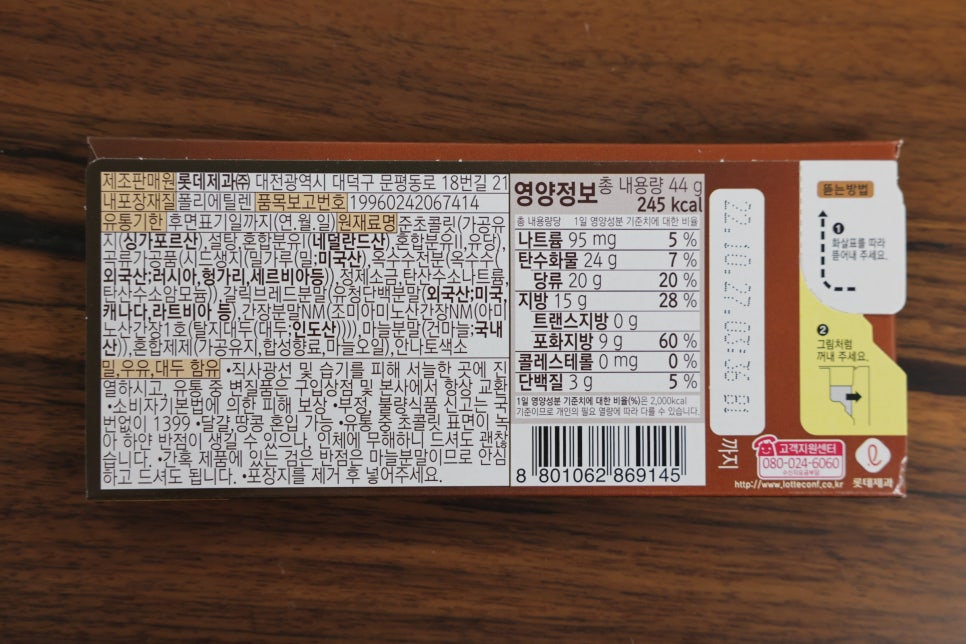 제조판매원 롯데제과㈜ 대전광역시 대덕구 문평동로 18번길 21
내포장재질 폴리에틸렌 품목보고번호 19960242067414
유통기한 후면표기일까지(연.월.일) 원재료명 준초콜릿(가공유
지(싱가포르산),설탕,혼합분유I(네덜란드산),혼합분유II,유당),
곡류가공품(시드생지(밀가루(밀:미국산),옥수수전분(옥수수(
외국산:러시아,헝가리,세르비아등)),정제소금,탄산수소나트륨,
탄산수소암모늄)),갈릭브레드분말(유청단백분말(외국산:미국,
캐나다,라트비아 등),간장분말NM(조미아미노산간장NM(아미
노산간장1호(탈지대두(대두:인도산)))),마늘분말(건마늘:국내
산)),혼합제제(가공유지,합성향료,마늘오일),안나토색소
밀,우유,대두 함유 •직사광선 및 습기를 피해 서늘한 곳에 진
열하시고, 유통 중 변질품은 구입상점 및 본사에서 항상 교환
•소비자기본법에 의한 피해 보상 •부정·불량식품 신고는 국
번없이 1399 •달걀,땅콩 혼입 가능 •유통 중 초콜릿 표면이 녹
아 하얀 반점이 생길 수 있으나, 인체에 무해하니 드셔도 괜찮
습니다. •간혹 제품에 있는 검은 반점은 마늘분말이므로 안심
하고 드셔도 됩니다. •포장지를 제거 후 넣어주세요.
영양정보 총 내용량 44 g
245 kcal
총 내용량당 1일 영양성분 기준치에 대한 비율
나트륨 95 mg 5 %
탄수화물 24 g 7 %
당류 20 g 20 %
지방 15 g 28 %
트랜스지방 0 g
포화지방 9 g 60 %
콜레스테롤 0 mg 0 %
단백질 3 g 5 %
1일 영양성분 기준치에 대한 비율(%)은 2,000kcal
기준이므로 개인의 필요 열량에 따라 다를 수 있습니다.
8 801062 869145
까지
뜯는방법
1
화살표를 따라
뜯어내 주세요.
2
그림처럼
꺼내 주세요.
고객지원센터
080-024-6060
수신자요금부담
http://www.lotteconf.co.kr
롯데제과